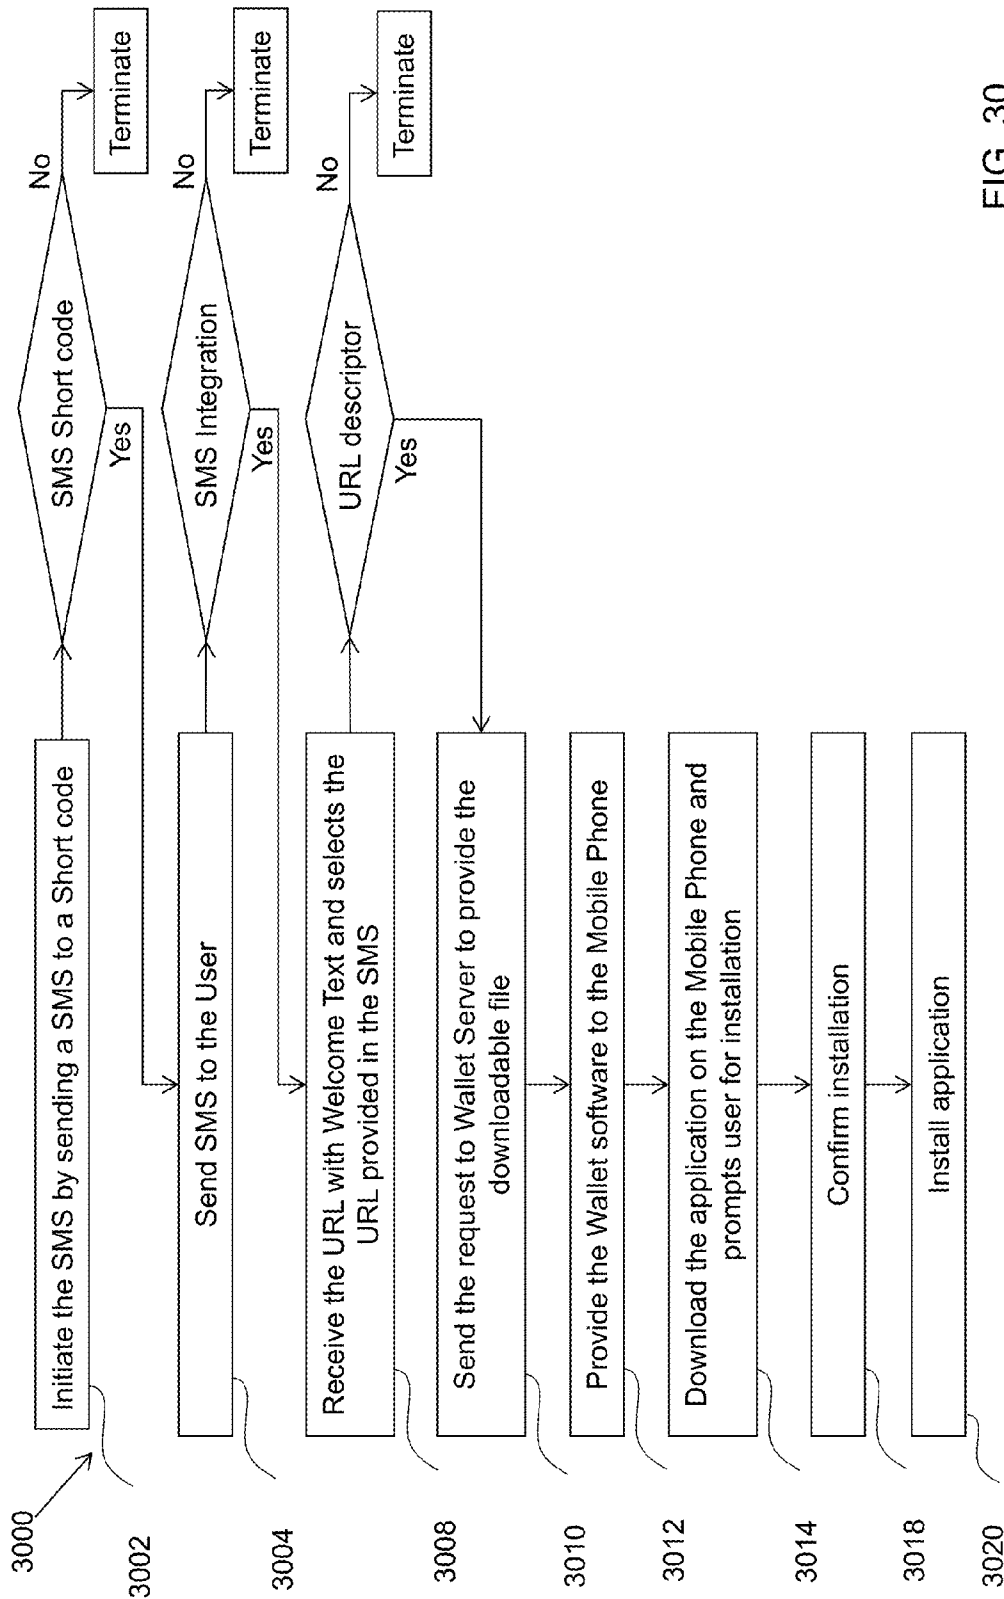 3000
Initiate the SMS by sending a SMS to a Short code
SMS Short code
No
Terminate
Yes
3002
Send SMS to the User
SMS Integration
No
Terminate
Yes
3004
Receive the URL with Welcome Text and selects the
URL provided in the SMS
URL descriptor
No
Terminate
Yes
3008
Send the request to Wallet Server to provide the
downloadable file
3010
Provide the Wallet software to the Mobile Phone
3012
Download the application on the Mobile Phone and
prompts user for installation
3014
Confirm installation
3018
Install application
3020
FIG. 30